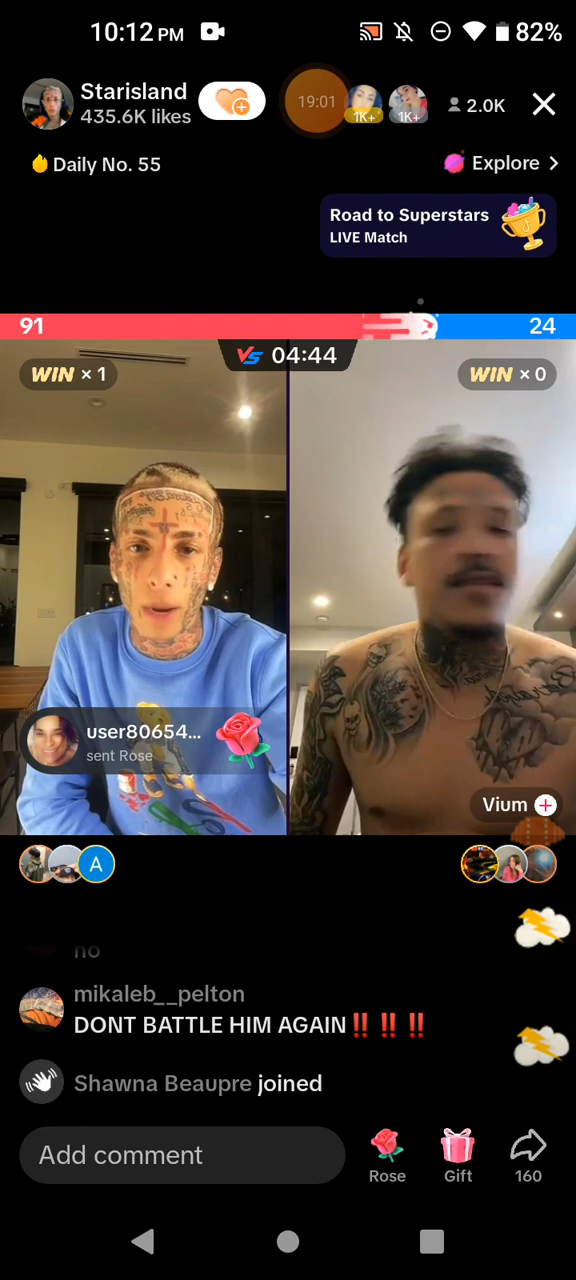 10:12 PM
82%
Starisland
435.6K likes
19:01
1K+
1K+
2.0K
Daily No. 55
Explore
Road to Superstars
LIVE Match
91
24
VS 04:44
WIN × 1
WIN × 0
user80654...
sent Rose
Vium
A
no
mikaleb__pelton
DONT BATTLE HIM AGAIN‼️ ‼️ ‼️
Shawna Beaupre joined
Add comment
Rose
Gift
160